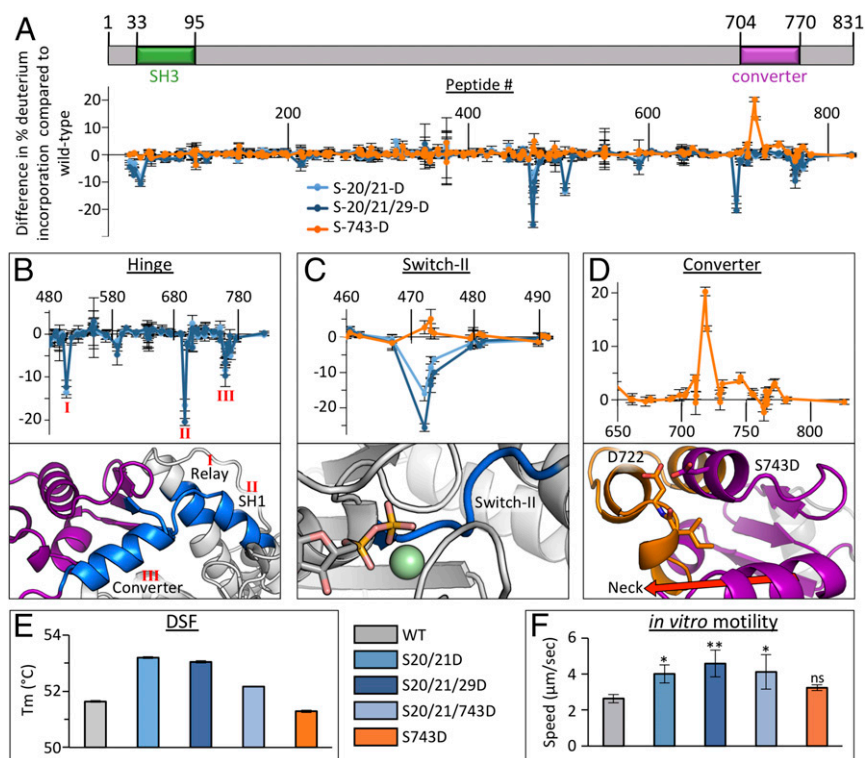 A
1 33 95 704 770 831
SH3 converter
Difference in % deuterium
incorporation compared to
wild-type
Peptide #
200 400 600 800
20
10
0
-10
-20
S-20/21-D
S-20/21/29-D
S-743-D
B Hinge
480 580 680 780
0
-10
-20
I
II
III
I
Relay
II
SH1
III
Converter
C Switch-II
460 470 480 490
5
0
-5
-10
-15
-20
-25
Switch-II
D Converter
20
10
0
650 700 750 800
D722
S743D
Neck
E DSF
Tm (°C)
54
53
52
51
50
WT
S20/21D
S20/21/29D
S20/21/743D
S743D
F in vitro motility
Speed (µm/sec)
6
4
2
0
* ** * ns